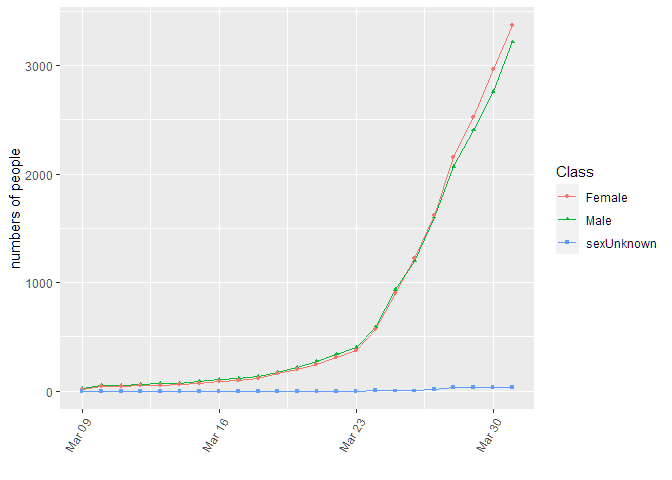 3000
2000
1000
0
numbers of people
Mar 09
Mar 16
Mar 23
Mar 30
Class
Female
Male
sexUnknown